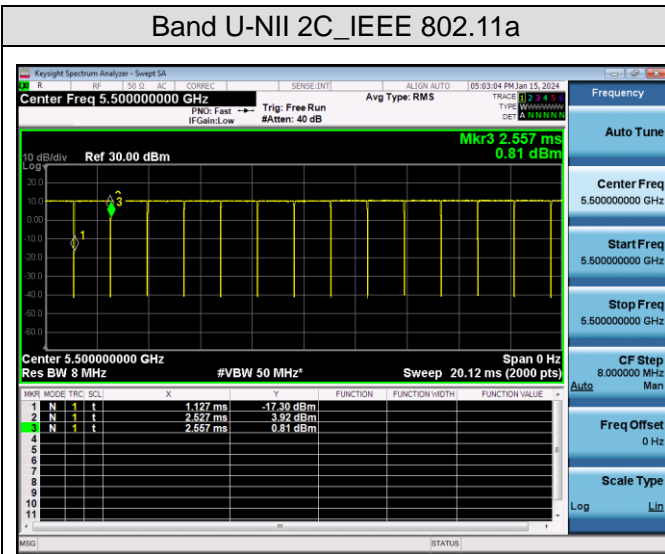 Band U-NII 2C_IEEE 802.11a
Keysight Spectrum Analyzer - Swept SA
R RF 50 Ω AC CORREC SENSE:INT ALIGN AUTO 05:03:04 PM Jan 15, 2024
Center Freq 5.500000000 GHz
PNO: Fast
IFGain:Low
Trig: Free Run
#Atten: 40 dB
Avg Type: RMS
TRACE 1 2 3 4 5 6
TYPE WWWWWW
DET A N N N N N
Mkr3 2.557 ms
0.81 dBm
10 dB/div Ref 30.00 dBm
Log
20.0
10.0
0.00
-10.0
-20.0
-30.0
-40.0
-50.0
-60.0
1
3
Center 5.500000000 GHz Span 0 Hz
Res BW 8 MHz #VBW 50 MHz* Sweep 20.12 ms (2000 pts)
MKR MODE TRC SCL X Y FUNCTION FUNCTION WIDTH FUNCTION VALUE
1 N 1 t 1.127 ms -17.30 dBm
2 N 1 t 2.527 ms 3.92 dBm
3 N 1 t 2.557 ms 0.81 dBm
4
5
6
7
8
9
10
11
MSG STATUS
Frequency
Auto Tune
Center Freq
5.500000000 GHz
Start Freq
5.500000000 GHz
Stop Freq
5.500000000 GHz
CF Step
8.000000 MHz
Auto Man
Freq Offset
0 Hz
Scale Type
Log Lin